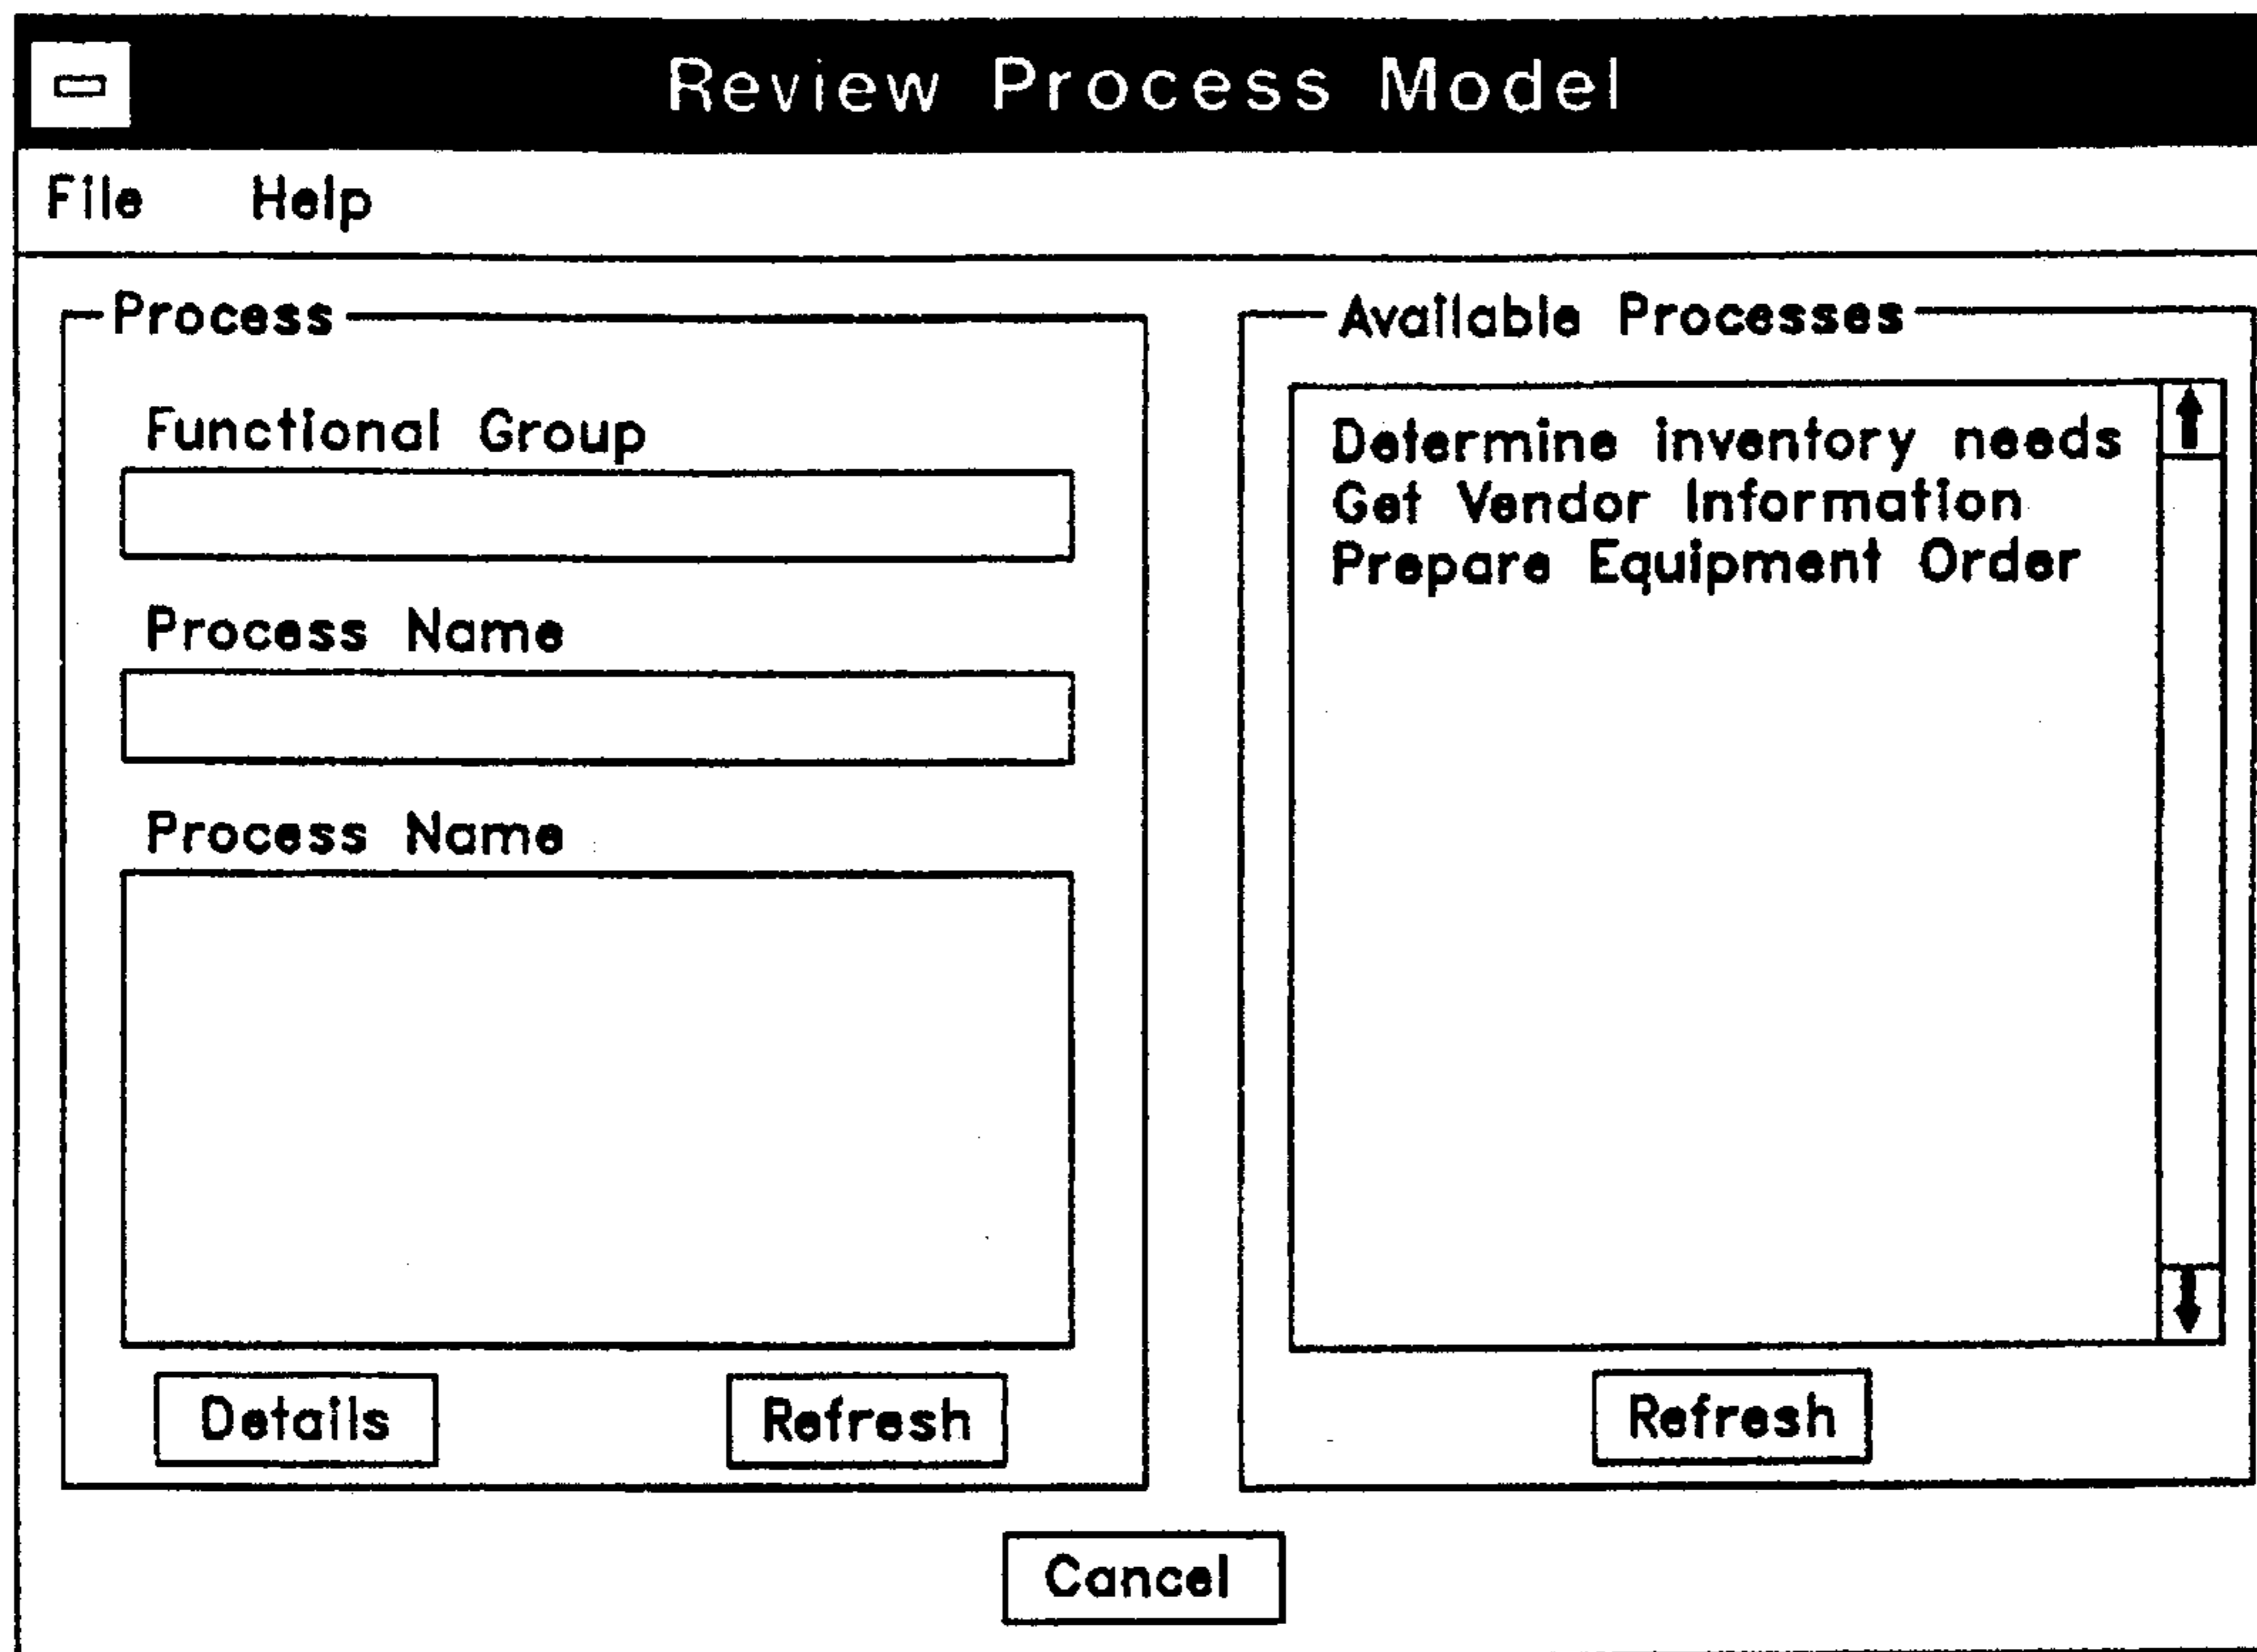 Review Process Model
File Help
Process
Functional Group
Process Name
Process Name
Details Refresh
Available Processes
Determine inventory needs
Get Vendor Information
Prepare Equipment Order
Refresh
Cancel